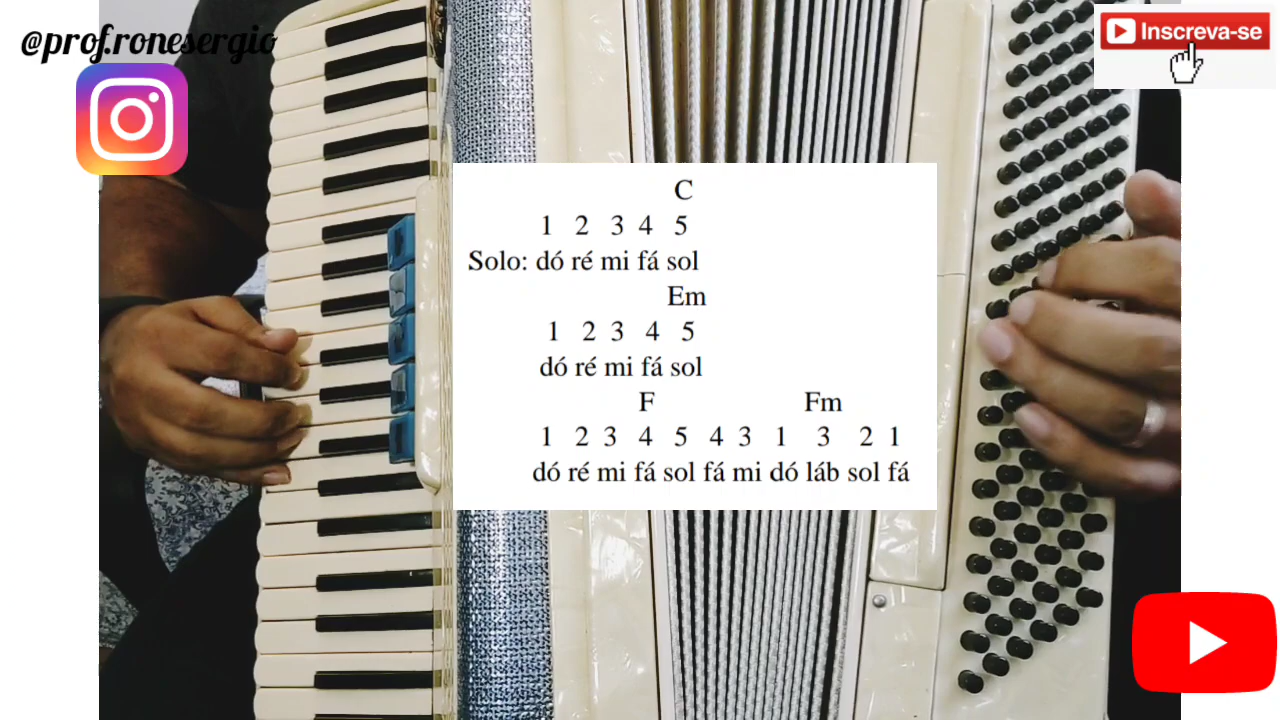 @prof.ronesergio
Inscreva-se
C
1 2 3 4 5
Solo: dó ré mi fá sol
Em
1 2 3 4 5
dó ré mi fá sol
F Fm
1 2 3 4 5 4 3 1 3 2 1
dó ré mi fá sol fá mi dó láb sol fá